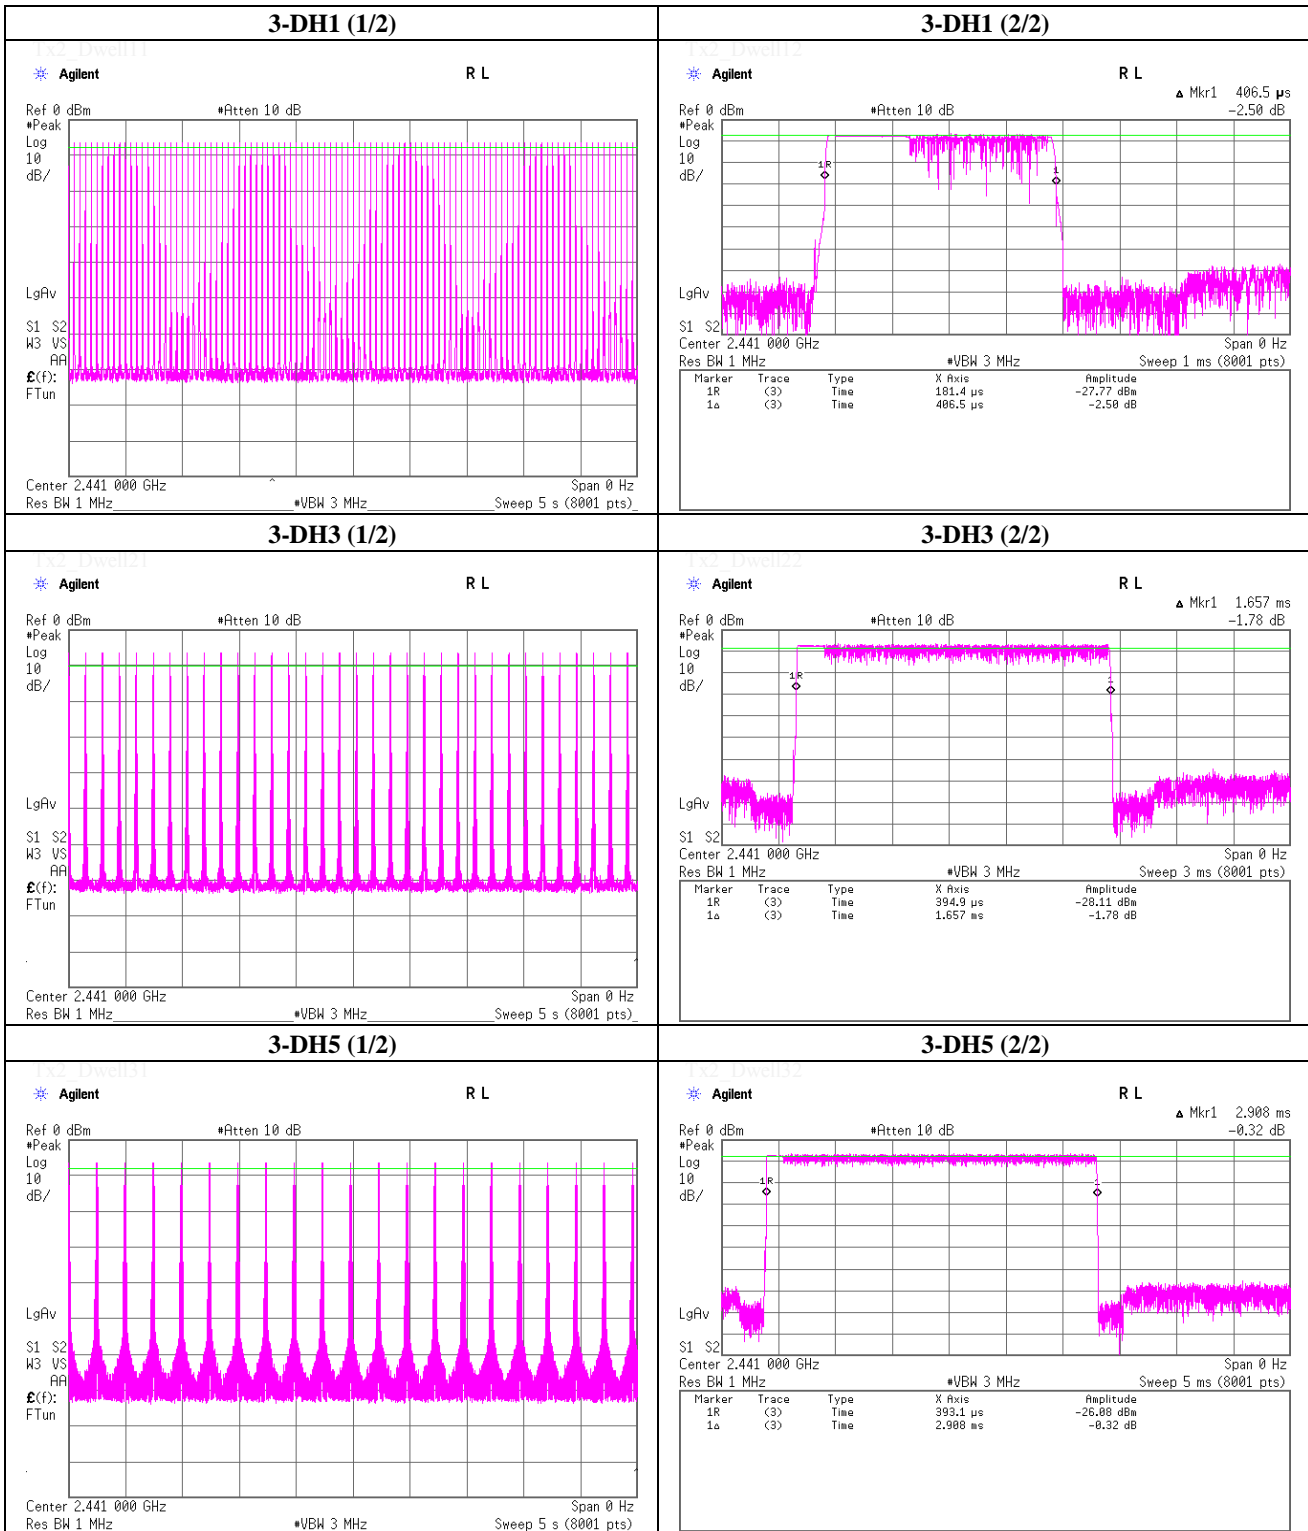 3-DH1 (1/2)
Tx2_Dwell11
Agilent
R L
Ref 0 dBm
#Atten 10 dB
#Peak
Log
10
dB/
LgAv
S1 S2
W3 VS
AA
£(f):
FTun
Center 2.441 000 GHz
Span 0 Hz
^
Res BW 1 MHz
#VBW 3 MHz
Sweep 5 s (8001 pts)
3-DH1 (2/2)
Tx2_Dwell12
Agilent
R L
Δ Mkr1 406.5 µs
Ref 0 dBm
#Atten 10 dB
-2.50 dB
#Peak
Log
10
dB/
1R
1
LgAv
S1 S2
Center 2.441 000 GHz
Span 0 Hz
Res BW 1 MHz
#VBW 3 MHz
Sweep 1 ms (8001 pts)
Marker Trace Type X Axis Amplitude
1R (3) Time 181.4 µs -27.77 dBm
1Δ (3) Time 406.5 µs -2.50 dB
3-DH3 (1/2)
Tx2_Dwell21
Agilent
R L
Ref 0 dBm
#Atten 10 dB
#Peak
Log
10
dB/
LgAv
S1 S2
W3 VS
AA
£(f):
FTun
Center 2.441 000 GHz
Span 0 Hz
Res BW 1 MHz
#VBW 3 MHz
Sweep 5 s (8001 pts)
3-DH3 (2/2)
Tx2_Dwell22
Agilent
R L
Δ Mkr1 1.657 ms
Ref 0 dBm
#Atten 10 dB
-1.78 dB
#Peak
Log
10
dB/
1R
1
LgAv
S1 S2
Center 2.441 000 GHz
Span 0 Hz
Res BW 1 MHz
#VBW 3 MHz
Sweep 3 ms (8001 pts)
Marker Trace Type X Axis Amplitude
1R (3) Time 394.9 µs -28.11 dBm
1Δ (3) Time 1.657 ms -1.78 dB
3-DH5 (1/2)
Tx2_Dwell31
Agilent
R L
Ref 0 dBm
#Atten 10 dB
#Peak
Log
10
dB/
LgAv
S1 S2
W3 VS
AA
£(f):
FTun
Center 2.441 000 GHz
Span 0 Hz
Res BW 1 MHz
#VBW 3 MHz
Sweep 5 s (8001 pts)
3-DH5 (2/2)
Tx2_Dwell32
Agilent
R L
Δ Mkr1 2.908 ms
Ref 0 dBm
#Atten 10 dB
-0.32 dB
#Peak
Log
10
dB/
1R
1
LgAv
S1 S2
Center 2.441 000 GHz
Span 0 Hz
Res BW 1 MHz
#VBW 3 MHz
Sweep 5 ms (8001 pts)
Marker Trace Type X Axis Amplitude
1R (3) Time 393.1 µs -26.08 dBm
1Δ (3) Time 2.908 ms -0.32 dB